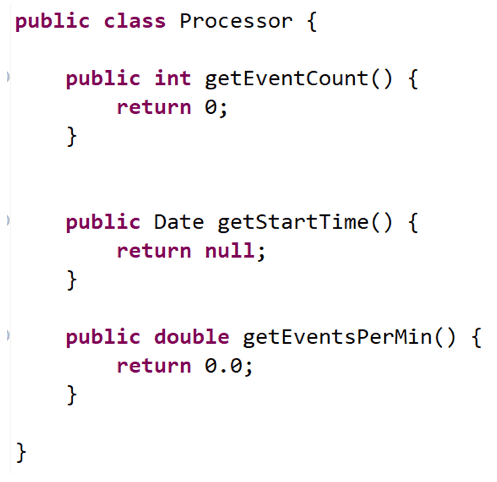 public class Processor {
public int getEventCount() {
return 0;
}
public Date getStartTime() {
return null;
}
public double getEventsPerMin() {
return 0.0;
}
}